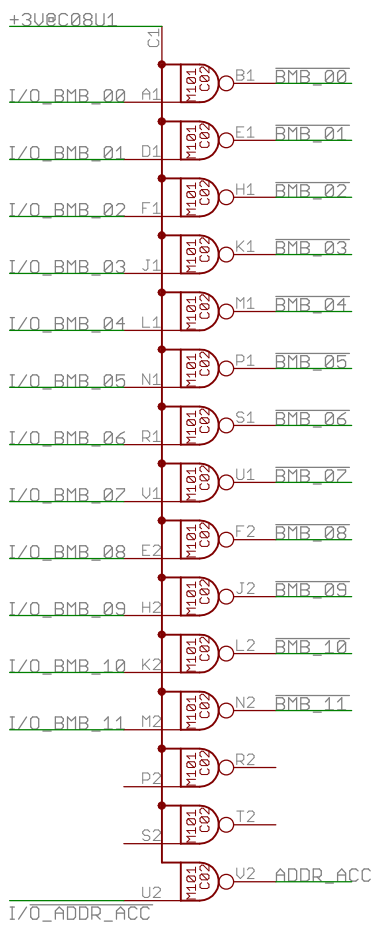 +3V@C08U1
C1
M101 C02 B1 BMB_00
I/O_BMB_00 A1
M101 C02 E1 BMB_01
I/O_BMB_01 D1
M101 C02 H1 BMB_02
I/O_BMB_02 F1
M101 C02 K1 BMB_03
I/O_BMB_03 J1
M101 C02 M1 BMB_04
I/O_BMB_04 L1
M101 C02 P1 BMB_05
I/O_BMB_05 N1
M101 C02 S1 BMB_06
I/O_BMB_06 R1
M101 C02 U1 BMB_07
I/O_BMB_07 V1
M101 C02 F2 BMB_08
I/O_BMB_08 E2
M101 C02 J2 BMB_09
I/O_BMB_09 H2
M101 C02 L2 BMB_10
I/O_BMB_10 K2
M101 C02 N2 BMB_11
I/O_BMB_11 M2
M101 C02 R2
P2
M101 C02 T2
S2
M101 C02 V2 ADDR_ACC
U2
I/O_ADDR_ACC